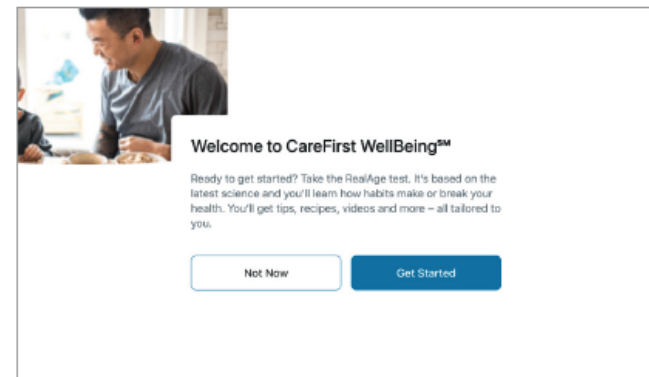 Welcome to CareFirst WellBeing℠
Ready to get started? Take the RealAge test. It's based on the
latest science and you'll learn how habits make or break your
health. You'll get tips, recipes, videos and more – all tailored to
you.
Not Now
Get Started